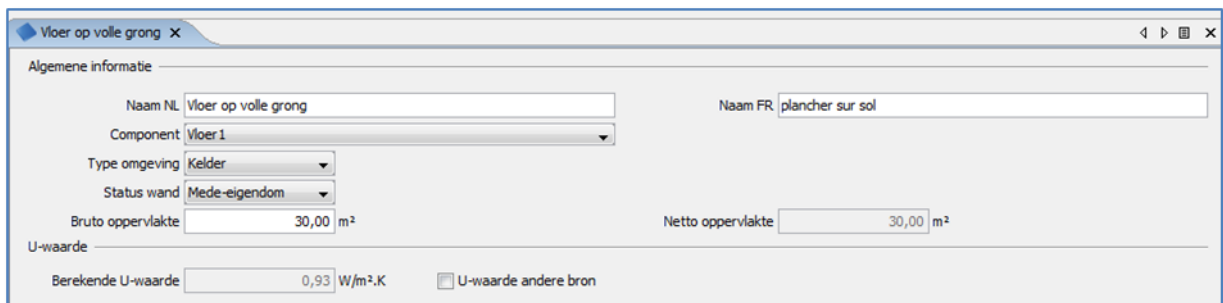 Vloer op volle grong
Algemene informatie
Naam NL Vloer op volle grong Naam FR plancher sur sol
Component Vloer1
Type omgeving Kelder
Status wand Mede-eigendom
Bruto oppervlakte 30,00 m² Netto oppervlakte 30,00 m²
U-waarde
Berekende U-waarde 0,93 W/m².K U-waarde andere bron